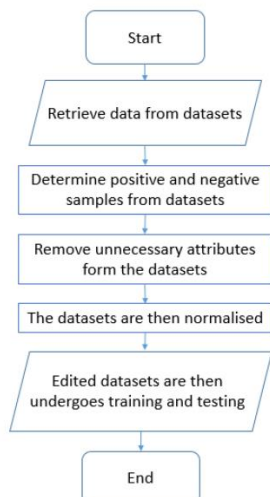 Start
Retrieve data from datasets
Determine positive and negative
samples from datasets
Remove unnecessary attributes
form the datasets
The datasets are then normalised
Edited datasets are then
undergoes training and testing
End